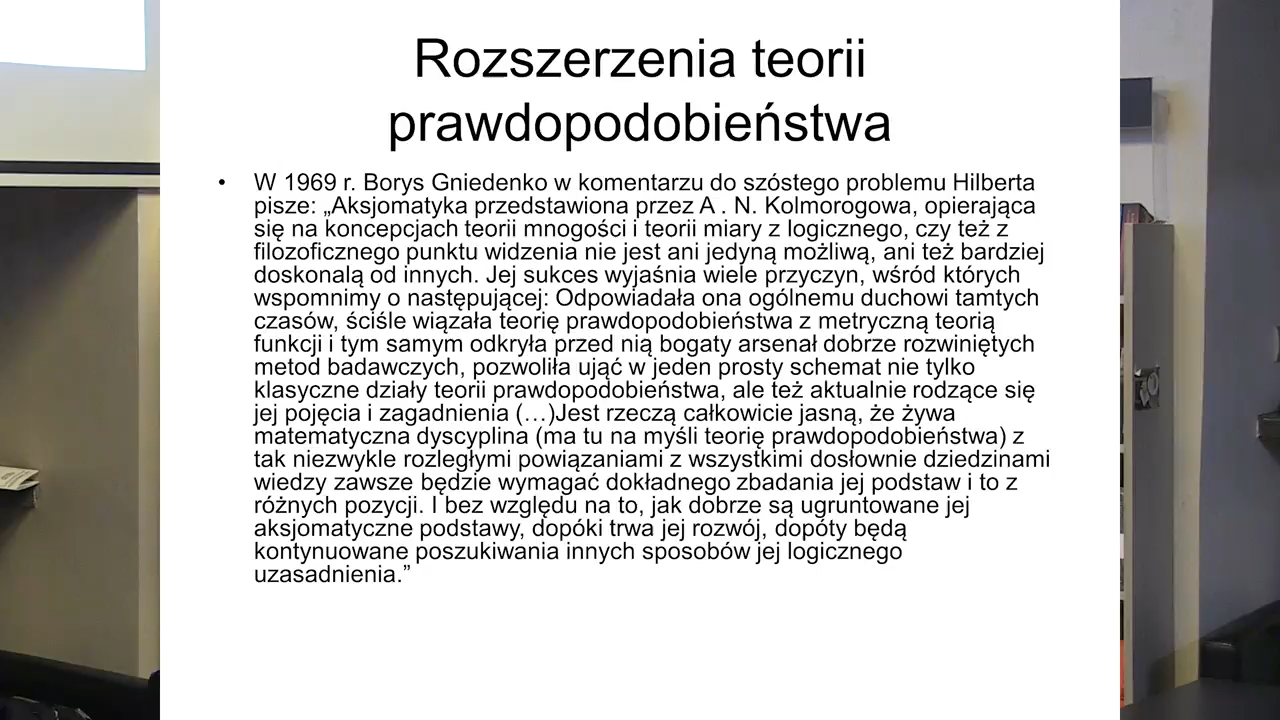 Rozszerzenia teorii
prawdopodobieństwa
• W 1969 r. Borys Gniedenko w komentarzu do szóstego problemu Hilberta
pisze: „Aksjomatyka przedstawiona przez A . N. Kolmorogowa, opierająca
się na koncepcjach teorii mnogości i teorii miary z logicznego, czy też z
filozoficznego punktu widzenia nie jest ani jedyną możliwą, ani też bardziej
doskonalą od innych. Jej sukces wyjaśnia wiele przyczyn, wśród których
wspomnimy o następującej: Odpowiadała ona ogólnemu duchowi tamtych
czasów, ściśle wiązała teorię prawdopodobieństwa z metryczną teorią
funkcji i tym samym odkryła przed nią bogaty arsenał dobrze rozwiniętych
metod badawczych, pozwoliła ująć w jeden prosty schemat nie tylko
klasyczne działy teorii prawdopodobieństwa, ale też aktualnie rodzące się
jej pojęcia i zagadnienia (…)Jest rzeczą całkowicie jasną, że żywa
matematyczna dyscyplina (ma tu na myśli teorię prawdopodobieństwa) z
tak niezwykle rozległymi powiązaniami z wszystkimi dosłownie dziedzinami
wiedzy zawsze będzie wymagać dokładnego zbadania jej podstaw i to z
różnych pozycji. I bez względu na to, jak dobrze są ugruntowane jej
aksjomatyczne podstawy, dopóki trwa jej rozwój, dopóty będą
kontynuowane poszukiwania innych sposobów jej logicznego
uzasadnienia.”